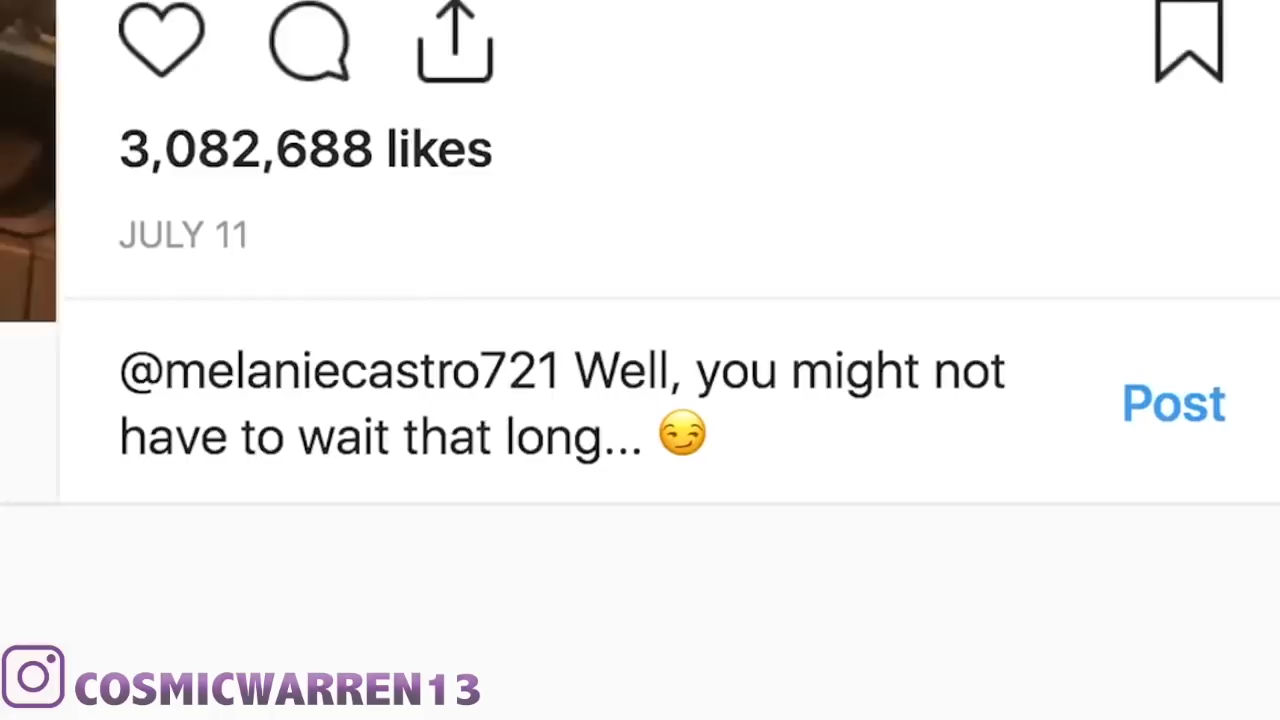 3,082,688 likes
JULY 11
@melaniecastro721 Well, you might not
have to wait that long... 😏
Post
COSMICWARREN13